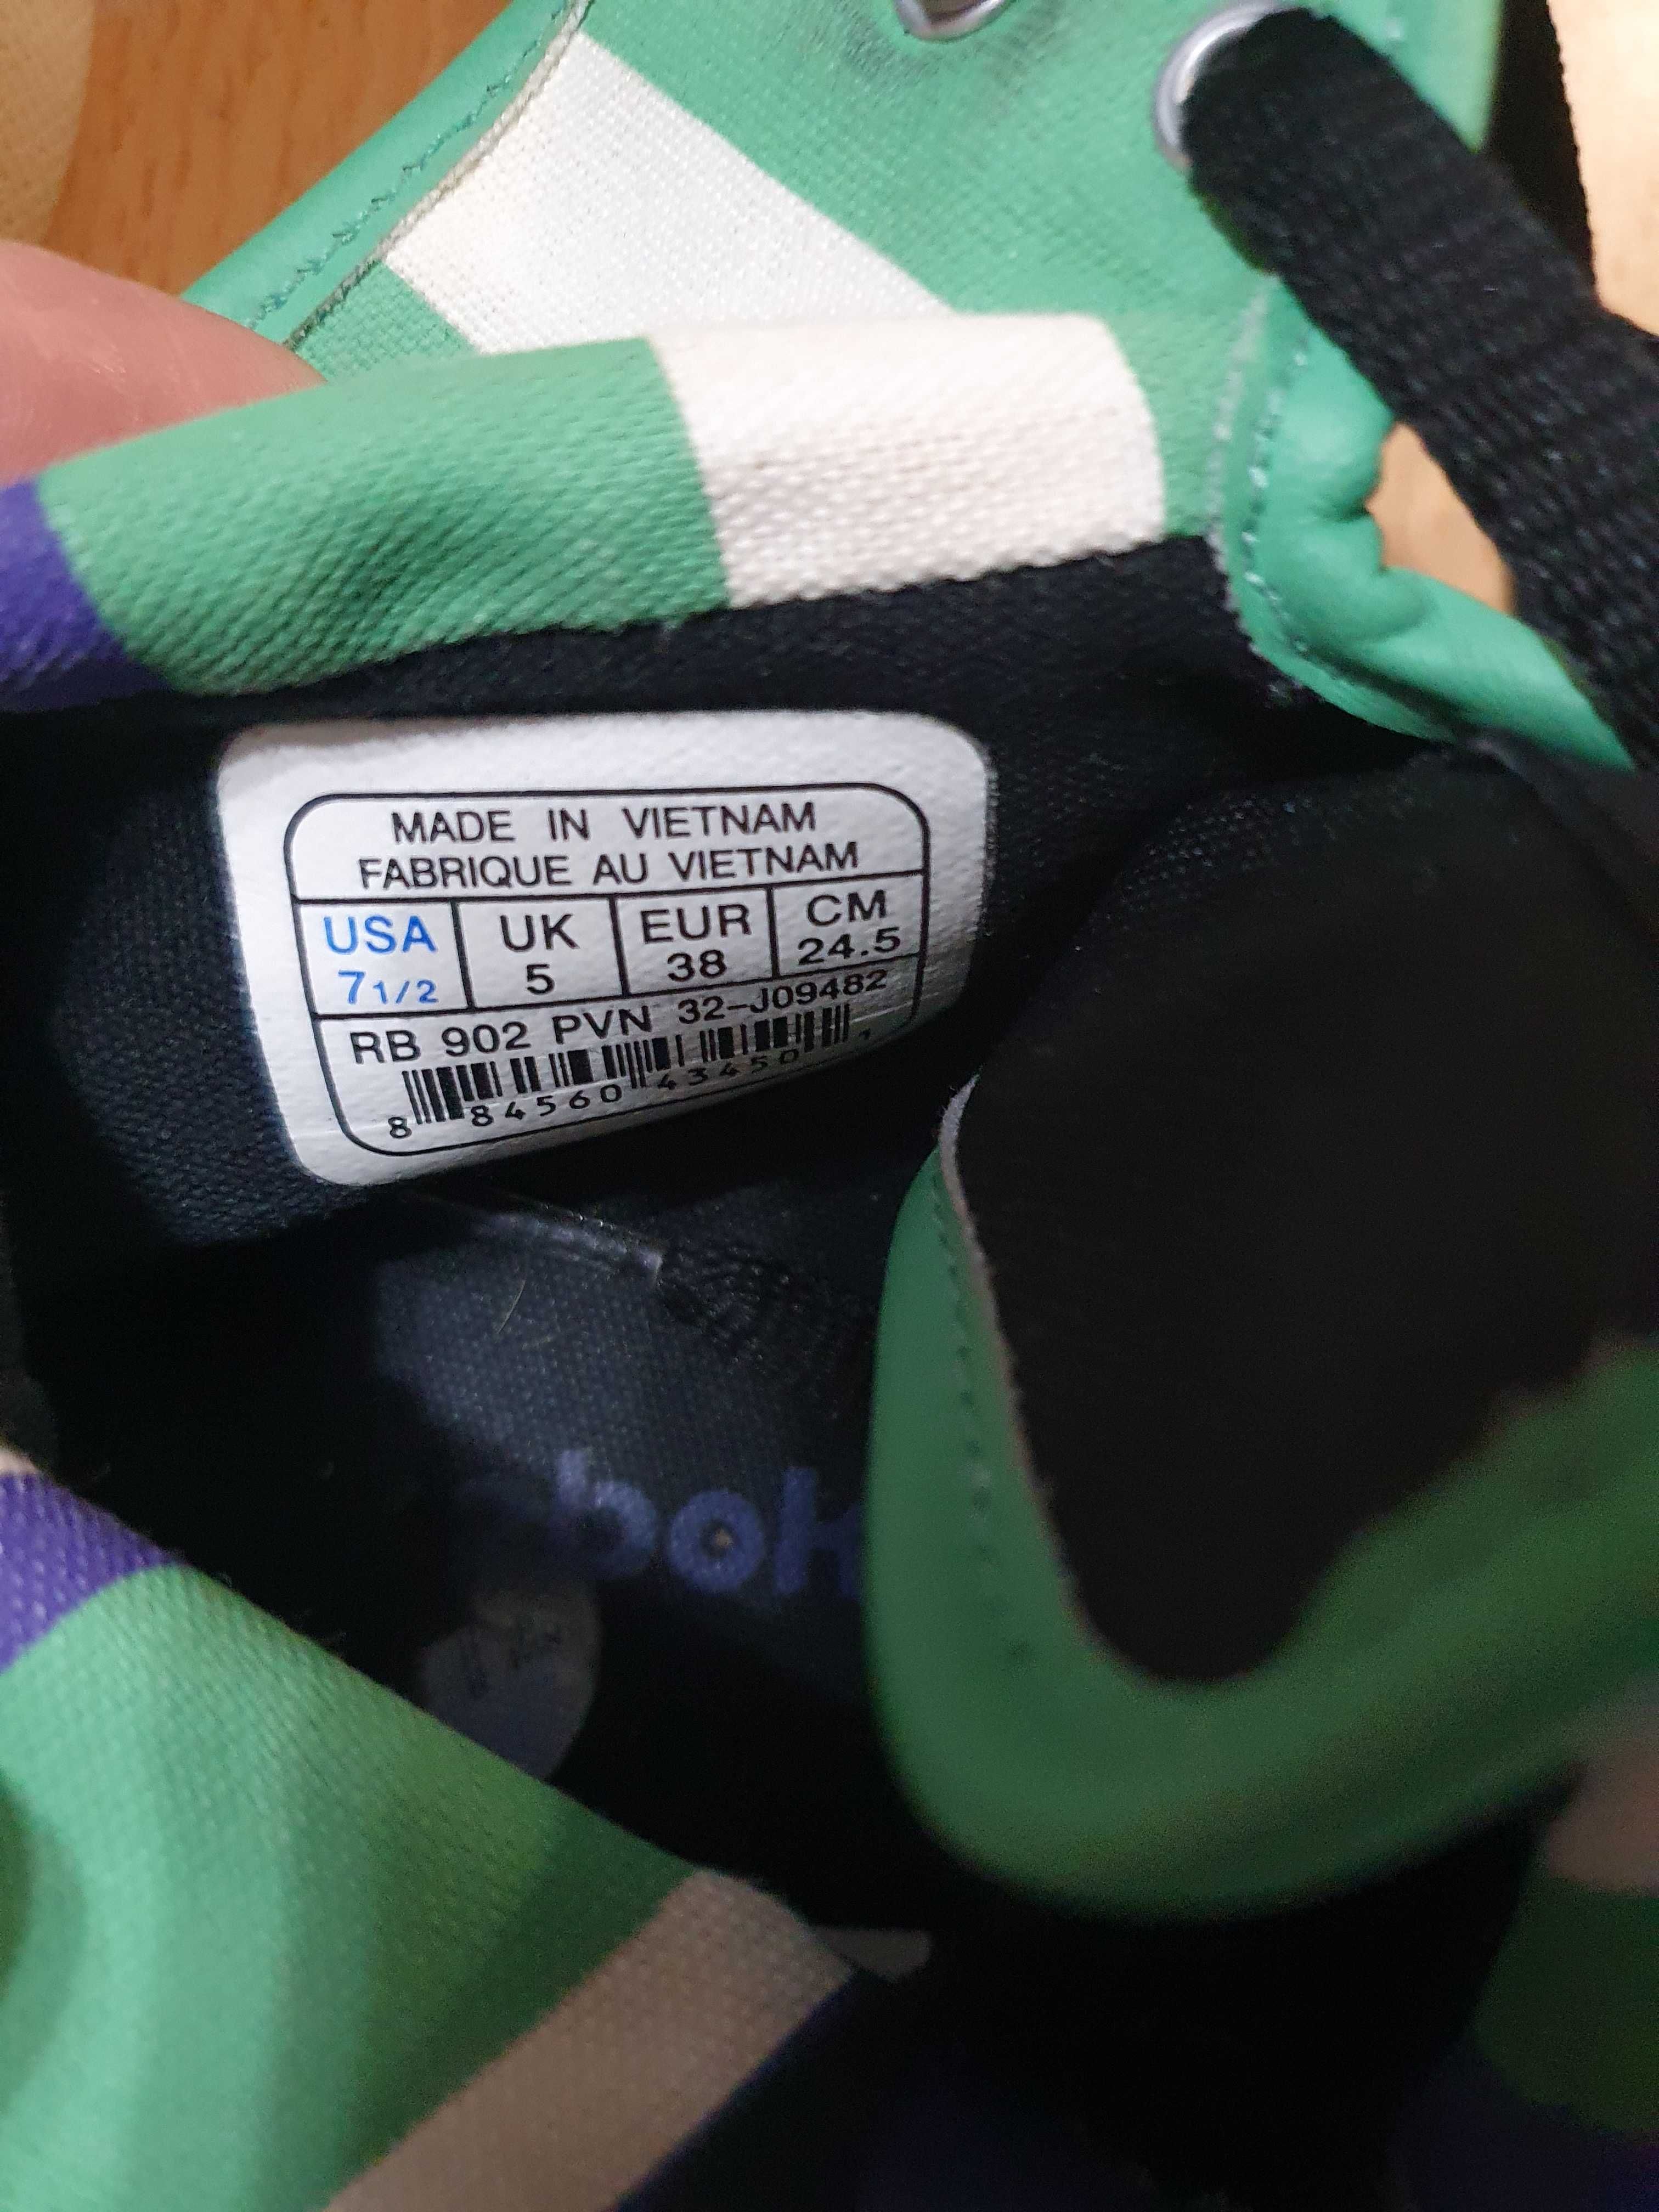 MADE IN VIETNAM
FABRIQUE AU VIETNAM
USA UK EUR CM
7 1/2 5 38 24.5
RB 902 PVN 32-J09482
8 84560 43450 1